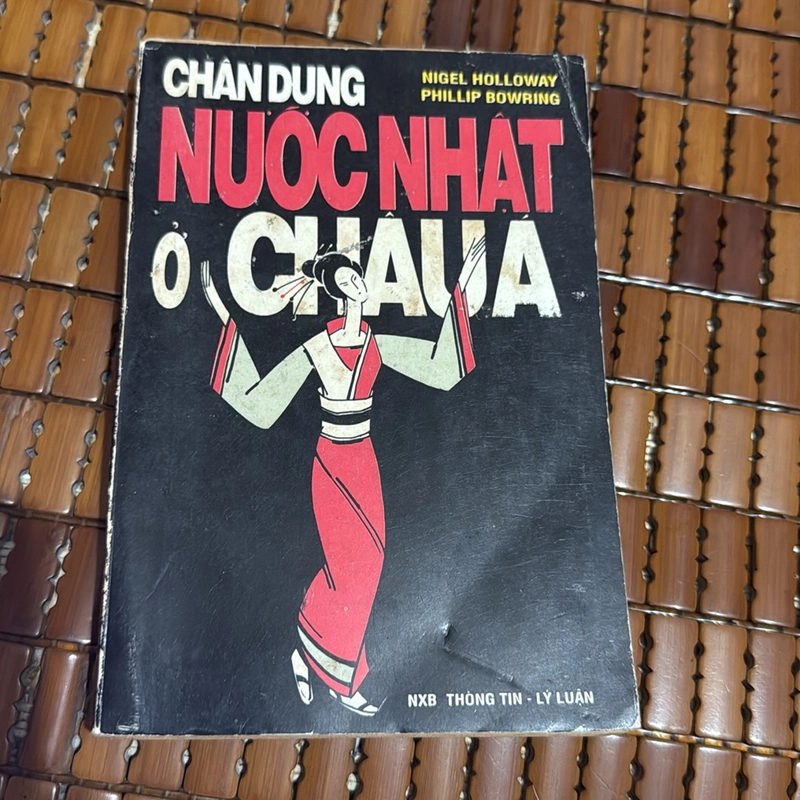 CHÂN DUNG
NIGEL HOLLOWAY
PHILLIP BOWRING
NƯỚC NHẬT
Ở CHÂU Á
NXB THÔNG TIN - LÝ LUẬN